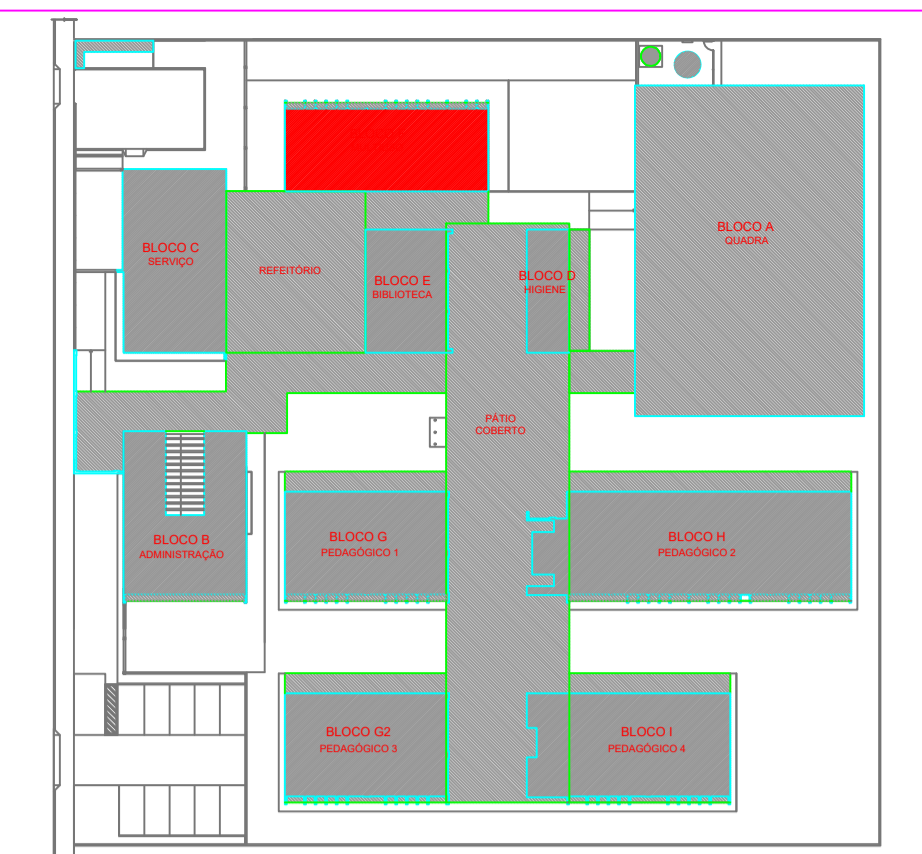 BLOCO A
QUADRA
BLOCO C
SERVIÇO
REFEITÓRIO
BLOCO E
BIBLIOTECA
BLOCO D
HIGIENE
PÁTIO
COBERTO
BLOCO B
ADMINISTRAÇÃO
BLOCO G
PEDAGÓGICO 1
BLOCO H
PEDAGÓGICO 2
BLOCO G2
PEDAGÓGICO 3
BLOCO I
PEDAGÓGICO 4